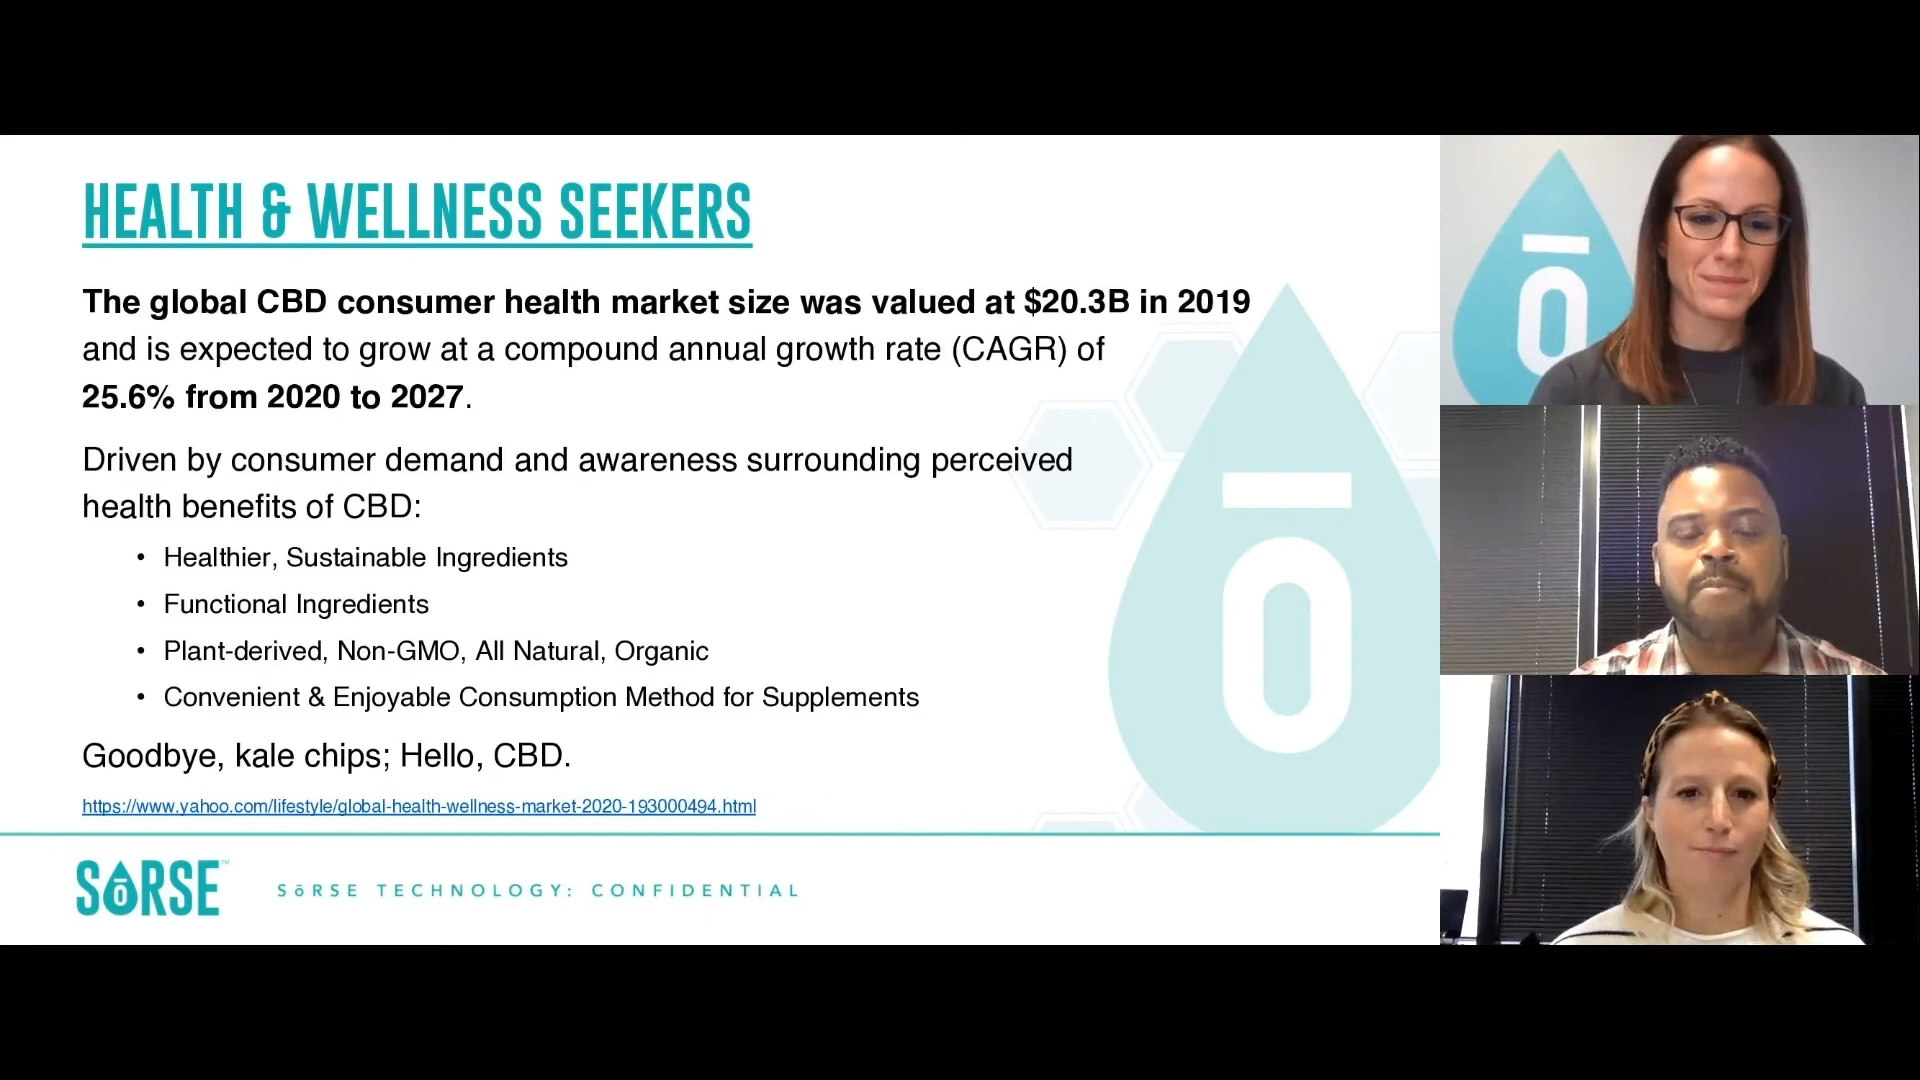 HEALTH & WELLNESS SEEKERS
The global CBD consumer health market size was valued at $20.3B in 2019
and is expected to grow at a compound annual growth rate (CAGR) of
25.6% from 2020 to 2027.
Driven by consumer demand and awareness surrounding perceived
health benefits of CBD:
• Healthier, Sustainable Ingredients
• Functional Ingredients
• Plant-derived, Non-GMO, All Natural, Organic
• Convenient & Enjoyable Consumption Method for Supplements
Goodbye, kale chips; Hello, CBD.
https://www.yahoo.com/lifestyle/global-health-wellness-market-2020-193000494.html
SōRSE™
SōRSE TECHNOLOGY: CONFIDENTIAL
ō
ō